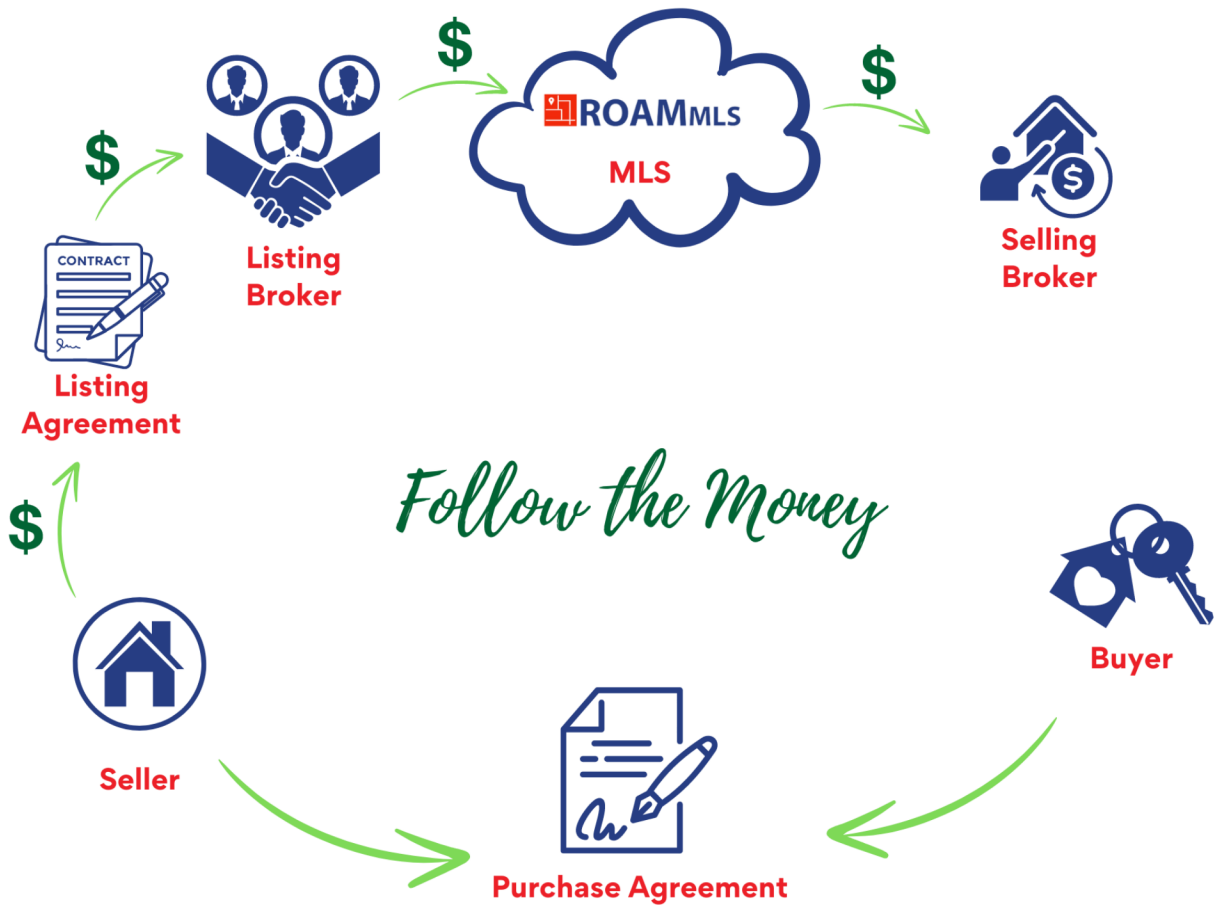 $
$
$
ROAMMLS
MLS
$
CONTRACT
$
Listing
Broker
Selling
Broker
Listing
Agreement
Follow the Money
$
Buyer
Seller
Purchase Agreement